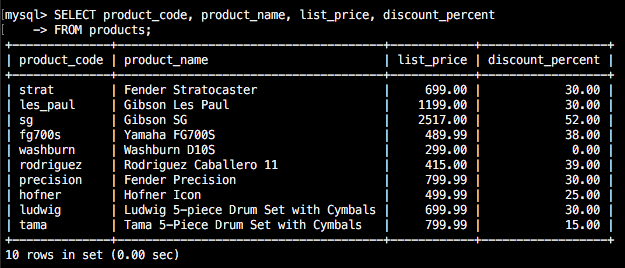 mysql> SELECT product_code, product_name, list_price, discount_percent
    -> FROM products;
+--------------+--------------------------------+------------+------------------+
| product_code | product_name                   | list_price | discount_percent |
+--------------+--------------------------------+------------+------------------+
| strat        | Fender Stratocaster            |     699.00 |            30.00 |
| les_paul     | Gibson Les Paul                |    1199.00 |            30.00 |
| sg           | Gibson SG                      |    2517.00 |            52.00 |
| fg700s       | Yamaha FG700S                  |     489.99 |            38.00 |
| washburn     | Washburn D10S                  |     299.00 |             0.00 |
| rodriguez    | Rodriguez Caballero 11         |     415.00 |            39.00 |
| precision    | Fender Precision               |     799.99 |            30.00 |
| hofner       | Hofner Icon                    |     499.99 |            25.00 |
| ludwig       | Ludwig 5-piece Drum Set with Cymbals |     699.99 |            30.00 |
| tama         | Tama 5-Piece Drum Set with Cymbals |     799.99 |            15.00 |
+--------------+--------------------------------+------------+------------------+
10 rows in set (0.00 sec)